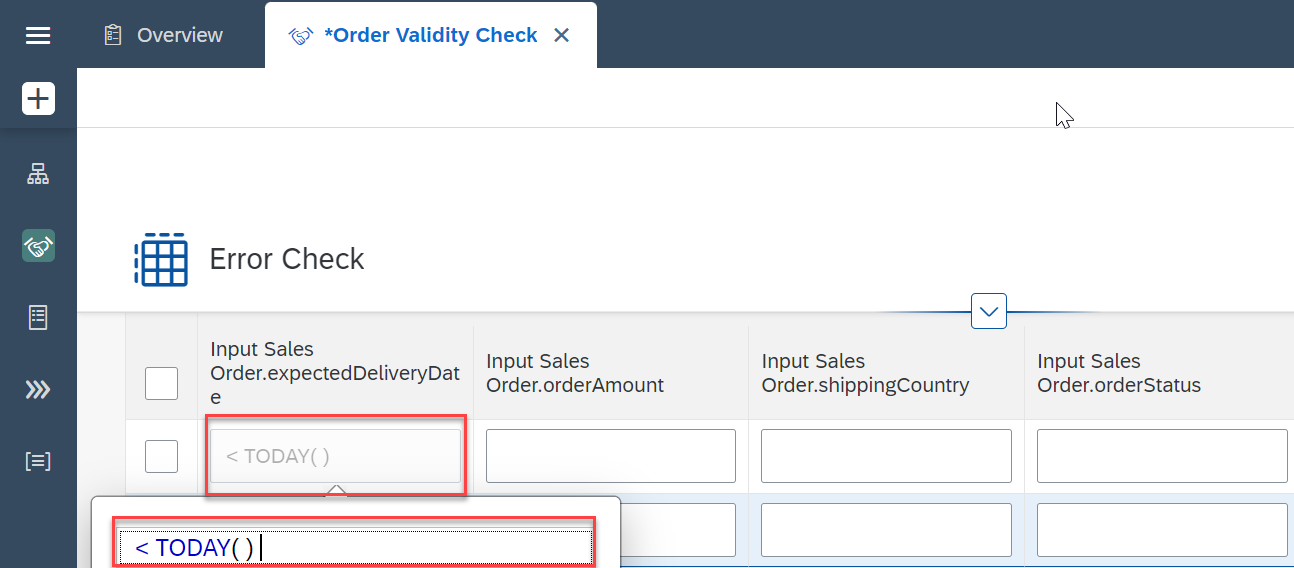 Overview
*Order Validity Check
Error Check
Input Sales
Order.expectedDeliveryDat
e
Input Sales
Order.orderAmount
Input Sales
Order.shippingCountry
Input Sales
Order.orderStatus
< TODAY( )
< TODAY( )